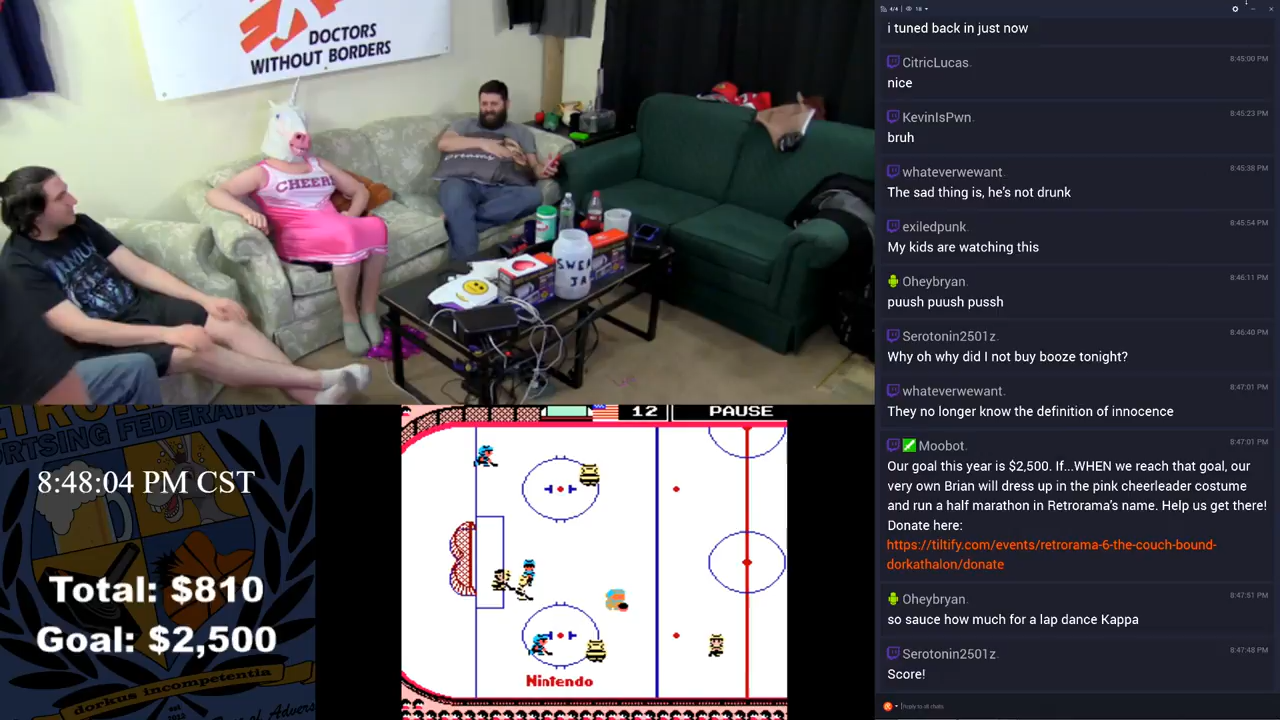 DOCTORS
WITHOUT BORDERS
CHEER
8:48:04 PM CST
Total: $810
Goal: $2,500
dorkus incompetentia
12
PAUSE
Nintendo
4/4
18
i tuned back in just now
CitricLucas.
8:45:00 PM
nice
KevinIsPwn.
8:45:23 PM
bruh
whateverwewant.
8:45:38 PM
The sad thing is, he's not drunk
exiledpunk.
8:45:54 PM
My kids are watching this
Oheybryan.
8:46:11 PM
puush puush pussh
Serotonin2501z.
8:46:40 PM
Why oh why did I not buy booze tonight?
whateverwewant.
8:47:01 PM
They no longer know the definition of innocence
Moobot.
8:47:01 PM
Our goal this year is $2,500. If...WHEN we reach that goal, our
very own Brian will dress up in the pink cheerleader costume
and run a half marathon in Retrorama's name. Help us get there!
Donate here:
https://tiltify.com/events/retrorama-6-the-couch-bound-
dorkathalon/donate
Oheybryan.
8:47:51 PM
so sauce how much for a lap dance Kappa
Serotonin2501z.
8:47:48 PM
Score!
Reply to all chats